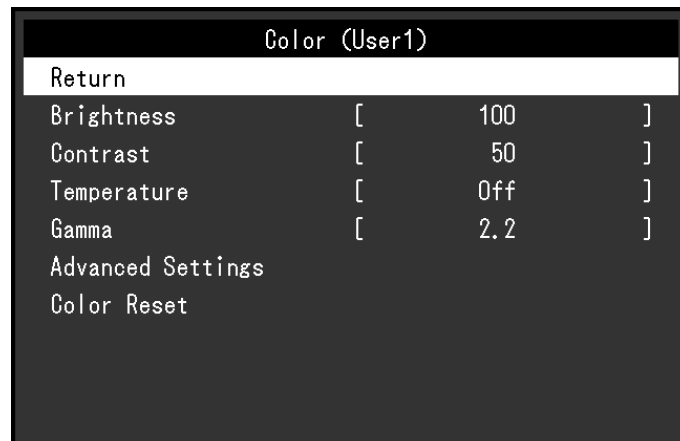 Color (User1)
Return
Brightness [ 100 ]
Contrast [ 50 ]
Temperature [ Off ]
Gamma [ 2.2 ]
Advanced Settings
Color Reset